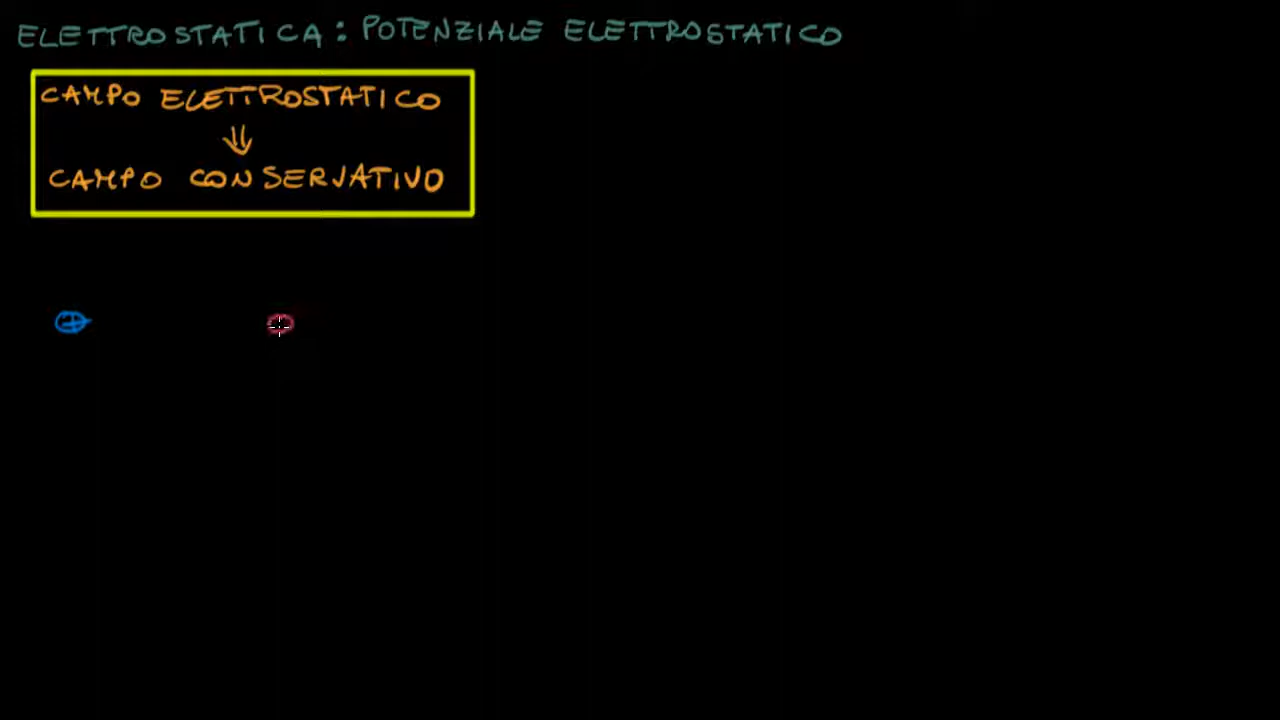 ELETTROSTATICA: POTENZIALE ELETTROSTATICO
CAMPO ELETTROSTATICO
⇓
CAMPO CONSERVATIVO
+ +